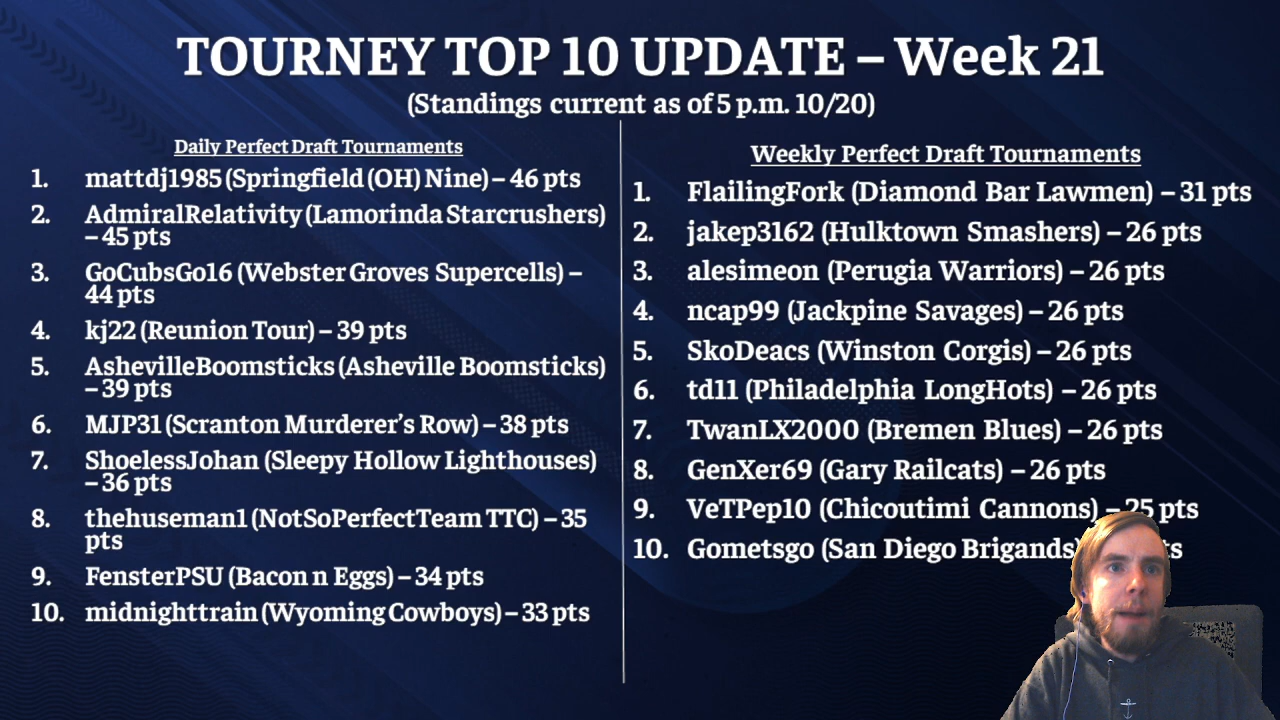 TOURNEY TOP 10 UPDATE – Week 21
(Standings current as of 5 p.m. 10/20)
Daily Perfect Draft Tournaments
1. mattdj1985 (Springfield (OH) Nine) – 46 pts
2. AdmiralRelativity (Lamorinda Starcrushers)
– 45 pts
3. GoCubsGo16 (Webster Groves Supercells) –
44 pts
4. kj22 (Reunion Tour) – 39 pts
5. AshevilleBoomsticks (Asheville Boomsticks)
– 39 pts
6. MJP31 (Scranton Murderer’s Row) – 38 pts
7. ShoelessJohan (Sleepy Hollow Lighthouses)
– 36 pts
8. thehuseman1 (NotSoPerfectTeam TTC) – 35
pts
9. FensterPSU (Bacon n Eggs) – 34 pts
10. midnighttrain (Wyoming Cowboys) – 33 pts
Weekly Perfect Draft Tournaments
1. FlailingFork (Diamond Bar Lawmen) – 31 pts
2. jakep3162 (Hulktown Smashers) – 26 pts
3. alesimeon (Perugia Warriors) – 26 pts
4. ncap99 (Jackpine Savages) – 26 pts
5. SkoDeacs (Winston Corgis) – 26 pts
6. td11 (Philadelphia LongHots) – 26 pts
7. TwanLX2000 (Bremen Blues) – 26 pts
8. GenXer69 (Gary Railcats) – 26 pts
9. VeTPep10 (Chicoutimi Cannons) – 25 pts
10. Gometsgo (San Diego Brigands)